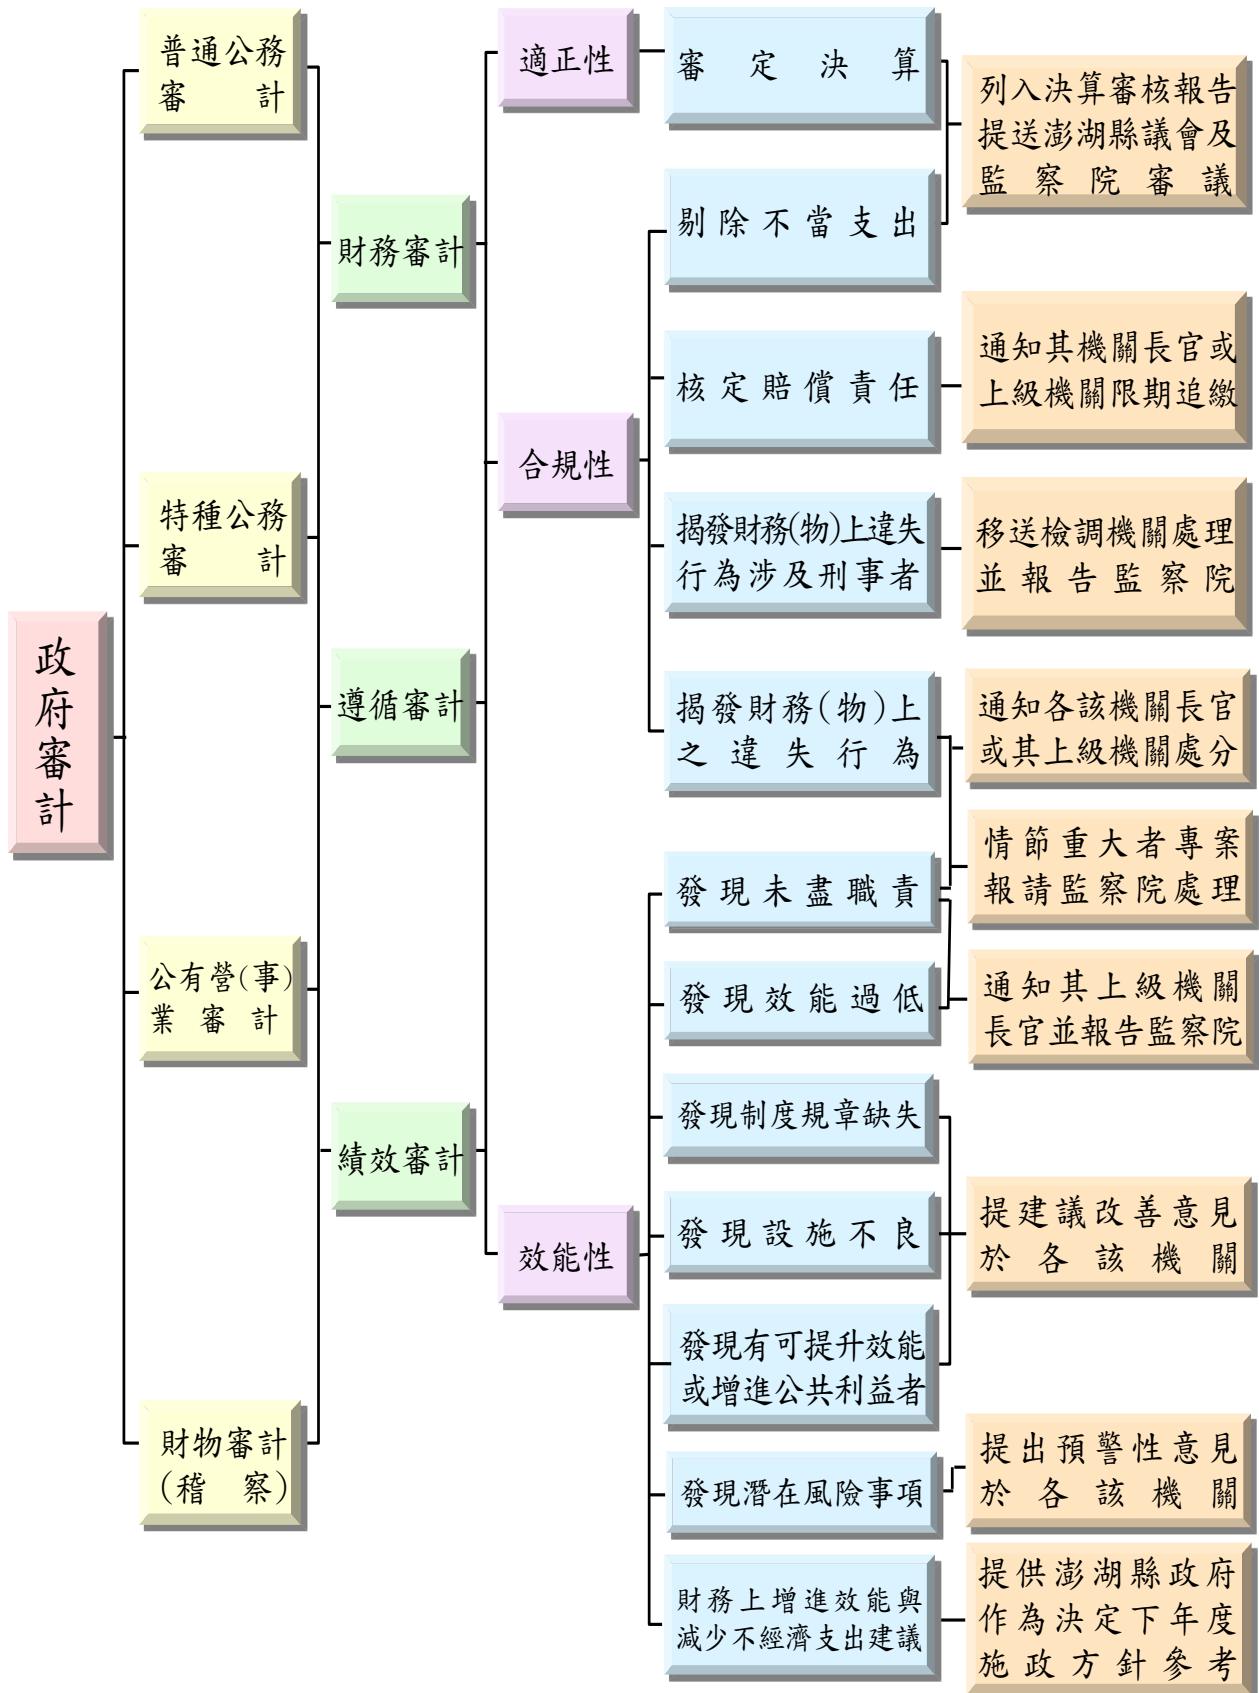 政府審計
普通公務
審計
特種公務
審計
公有營(事)
業審計
財物審計
(稽察)
財務審計
遵循審計
績效審計
適正性
合規性
效能性
審定決算
剔除不當支出
核定賠償責任
揭發財務(物)上違失
行為涉及刑事者
揭發財務(物)上
之違失行為
發現未盡職責
發現效能過低
發現制度規章缺失
發現設施不良
發現有可提升效能
或增進公共利益者
發現潛在風險事項
財務上增進效能與
減少不經濟支出建議
列入決算審核報告
提送澎湖縣議會及
監察院審議
通知其機關長官或
上級機關限期追繳
移送檢調機關處理
並報告監察院
通知各該機關長官
或其上級機關處分
情節重大者專案
報請監察院處理
通知其上級機關
長官並報告監察院
提建議改善意見
於各該機關
提出預警性意見
於各該機關
提供澎湖縣政府
作為決定下年度
施政方針參考